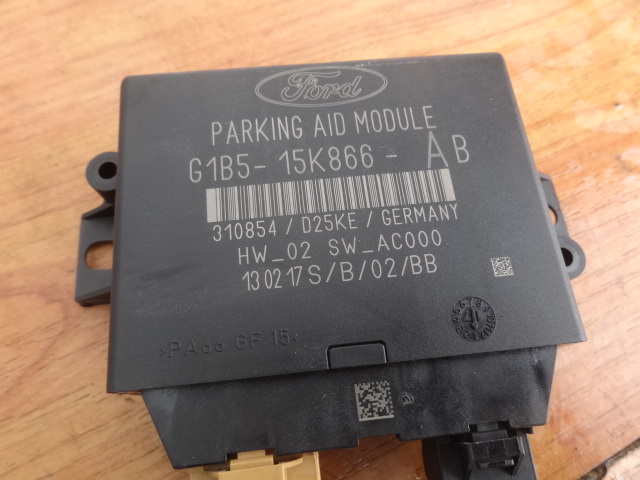 Ford
PARKING AID MODULE
G1B5-15K866-AB
310854/D25KE/GERMANY
HW_02 SW_AC000
130217S/B/02/BB
>PA66 GF 15<